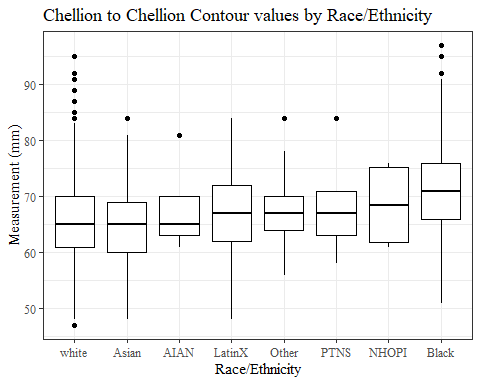 Chellion to Chellion Contour values by Race/Ethnicity
Measurement (mm)
90
80
70
60
50
white Asian AIAN LatinX Other PTNS NHOPI Black
Race/Ethnicity